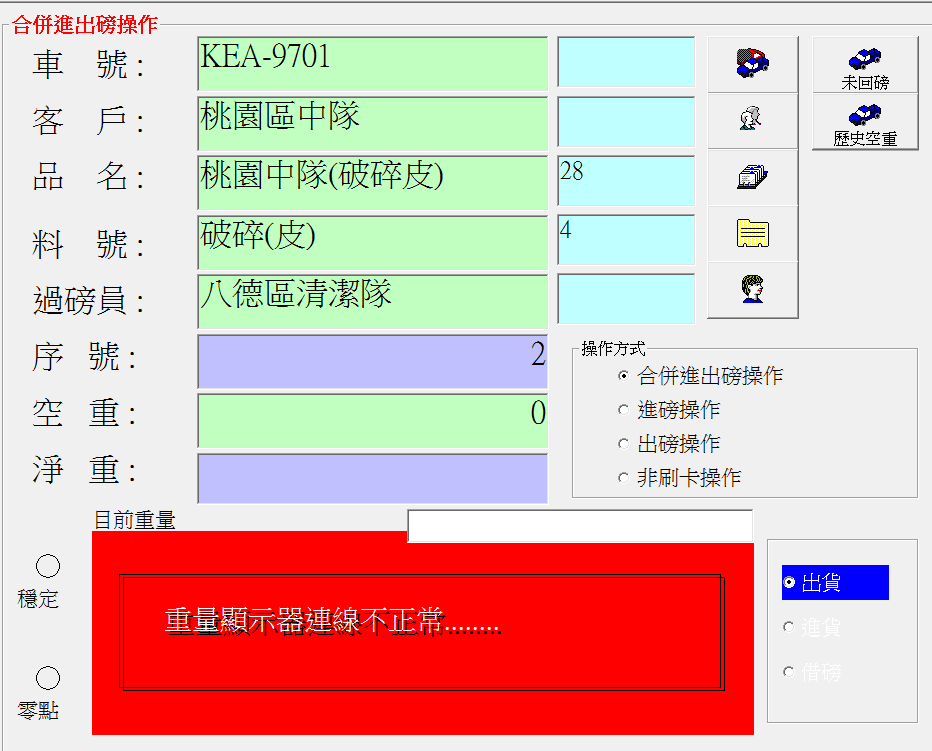 合併進出磅操作
車 號: KEA-9701
未回磅
客 戶: 桃園區中隊
歷史空重
品 名: 桃園中隊(破碎皮) 28
料 號: 破碎(皮) 4
過磅員: 八德區清潔隊
序 號: 2
空 重: 0
淨 重:
操作方式
合併進出磅操作
進磅操作
出磅操作
非刷卡操作
目前重量
重量顯示器連線不正常........
穩定
零點
出貨
進貨
借磅